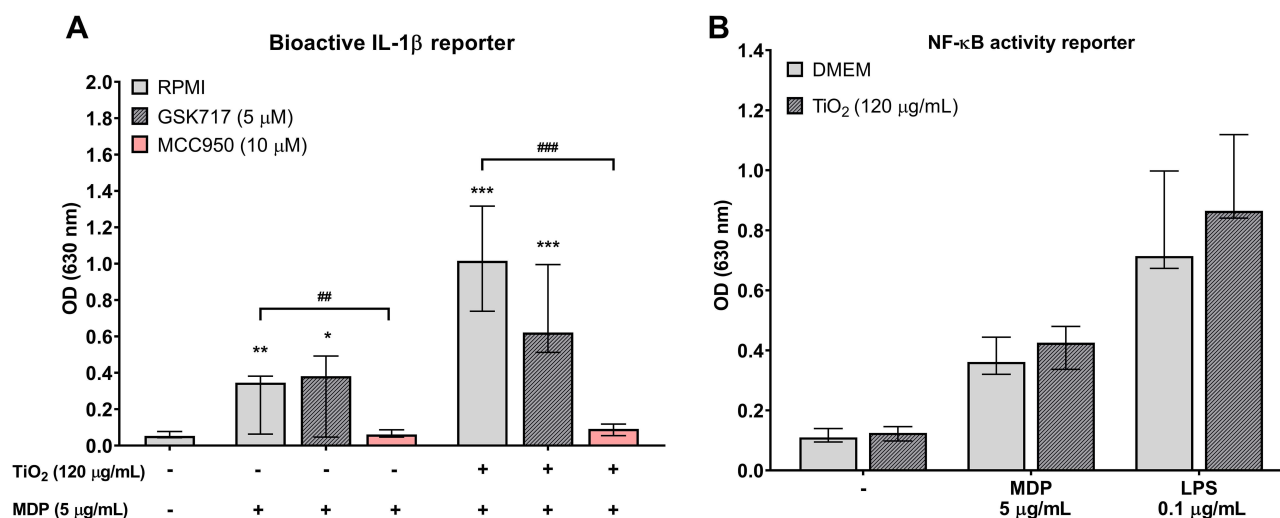 A
Bioactive IL-1β reporter
OD (630 nm)
2.0
1.8
1.6
1.4
1.2
1.0
0.8
0.6
0.4
0.2
0.0
RPMI
GSK717 (5 μM)
MCC950 (10 μM)
###
***
***
##
**
*
TiO2 (120 μg/mL) - - - - + + +
MDP (5 μg/mL) - + + + + + +
B
NF-κB activity reporter
OD (630 nm)
1.4
1.2
1.0
0.8
0.6
0.4
0.2
0.0
DMEM
TiO2 (120 μg/mL)
- MDP LPS
5 μg/mL 0.1 μg/mL